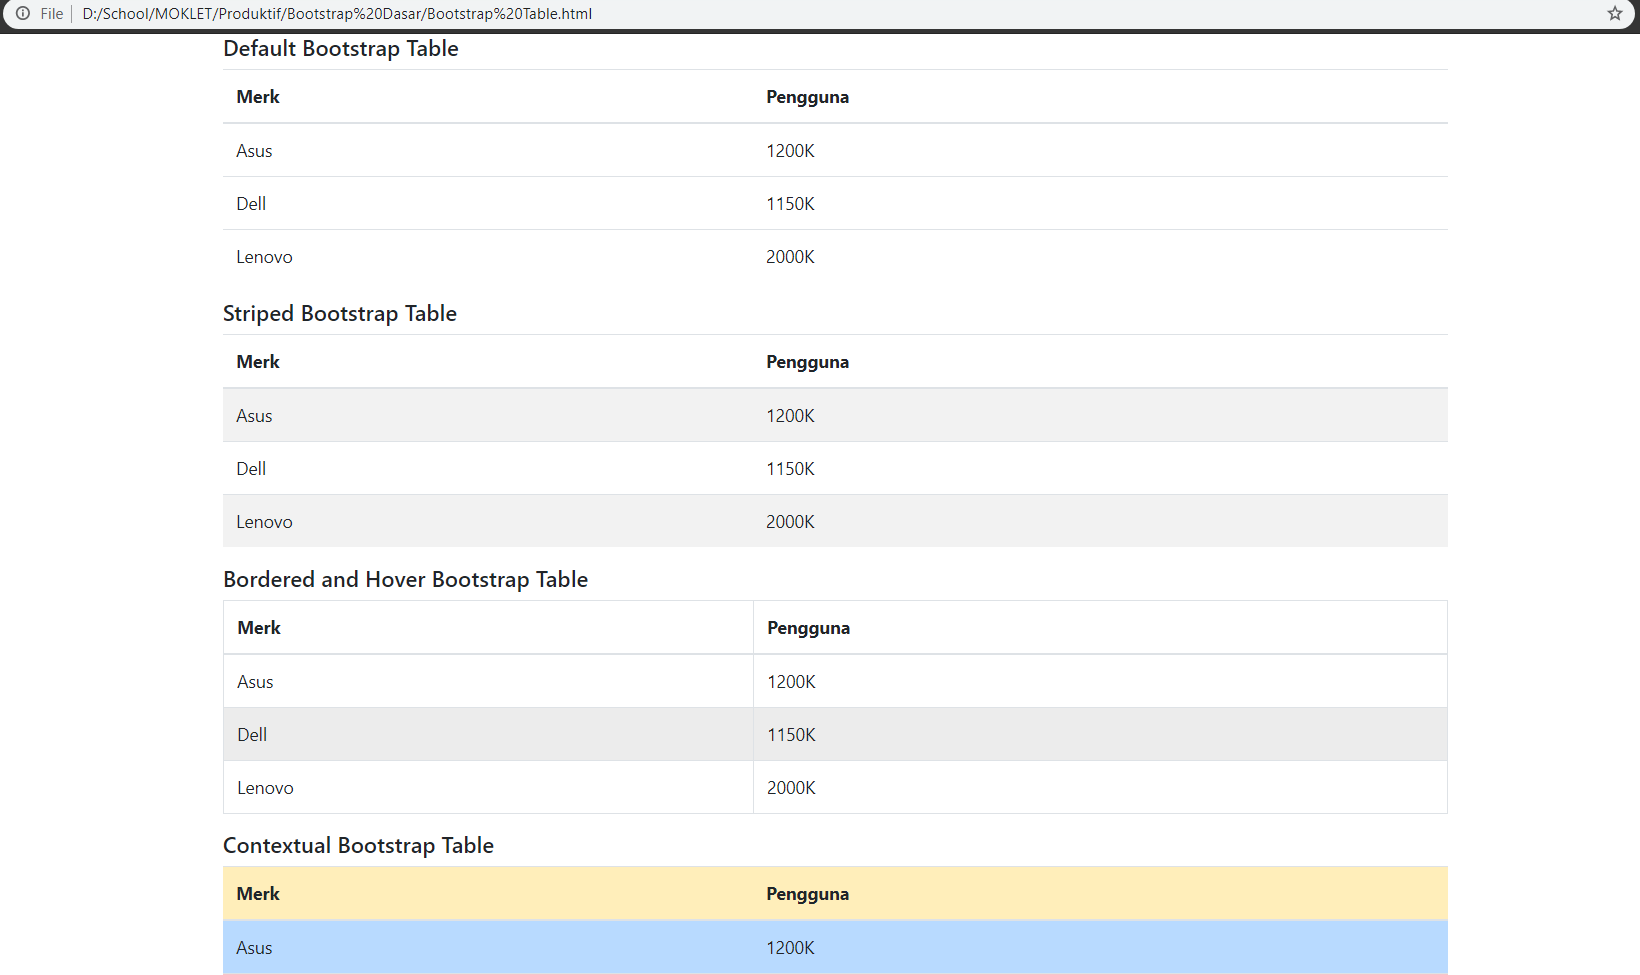 File D:/School/MOKLET/Produktif/Bootstrap%20Dasar/Bootstrap%20Table.html
Default Bootstrap Table
Merk Pengguna
Asus 1200K
Dell 1150K
Lenovo 2000K
Striped Bootstrap Table
Merk Pengguna
Asus 1200K
Dell 1150K
Lenovo 2000K
Bordered and Hover Bootstrap Table
Merk Pengguna
Asus 1200K
Dell 1150K
Lenovo 2000K
Contextual Bootstrap Table
Merk Pengguna
Asus 1200K